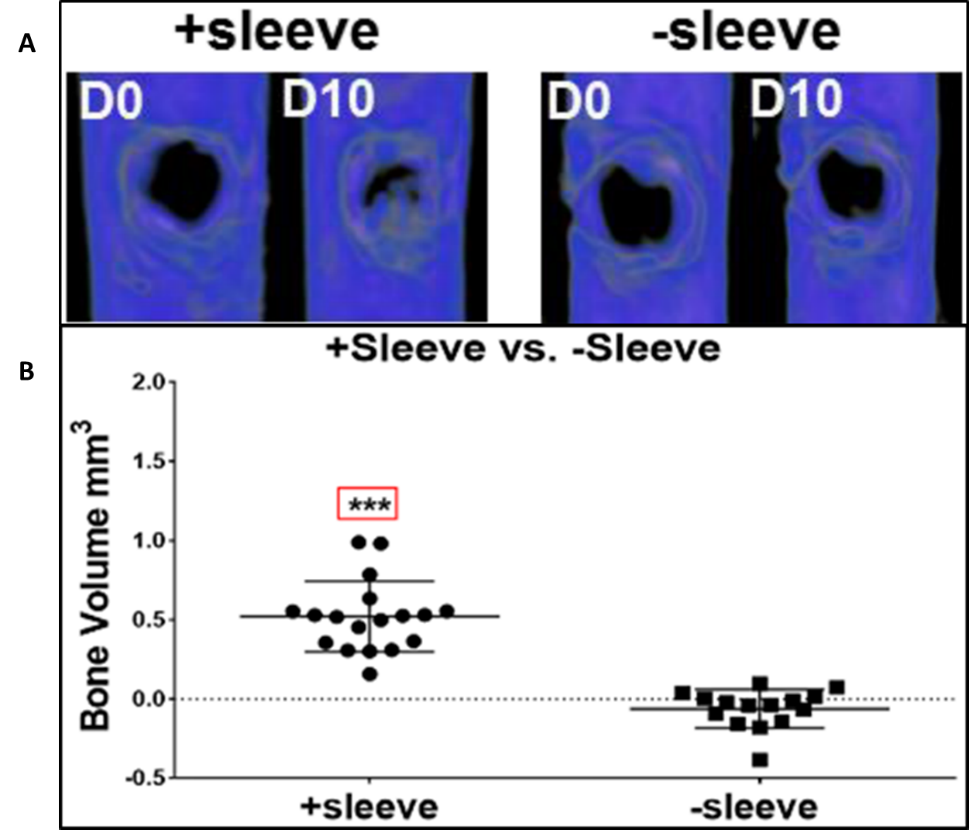 A
+sleeve
-sleeve
D0
D10
D0
D10
B
+Sleeve vs. -Sleeve
Bone Volume mm³
2.0
1.5
1.0
0.5
0.0
-0.5
***
+sleeve
-sleeve